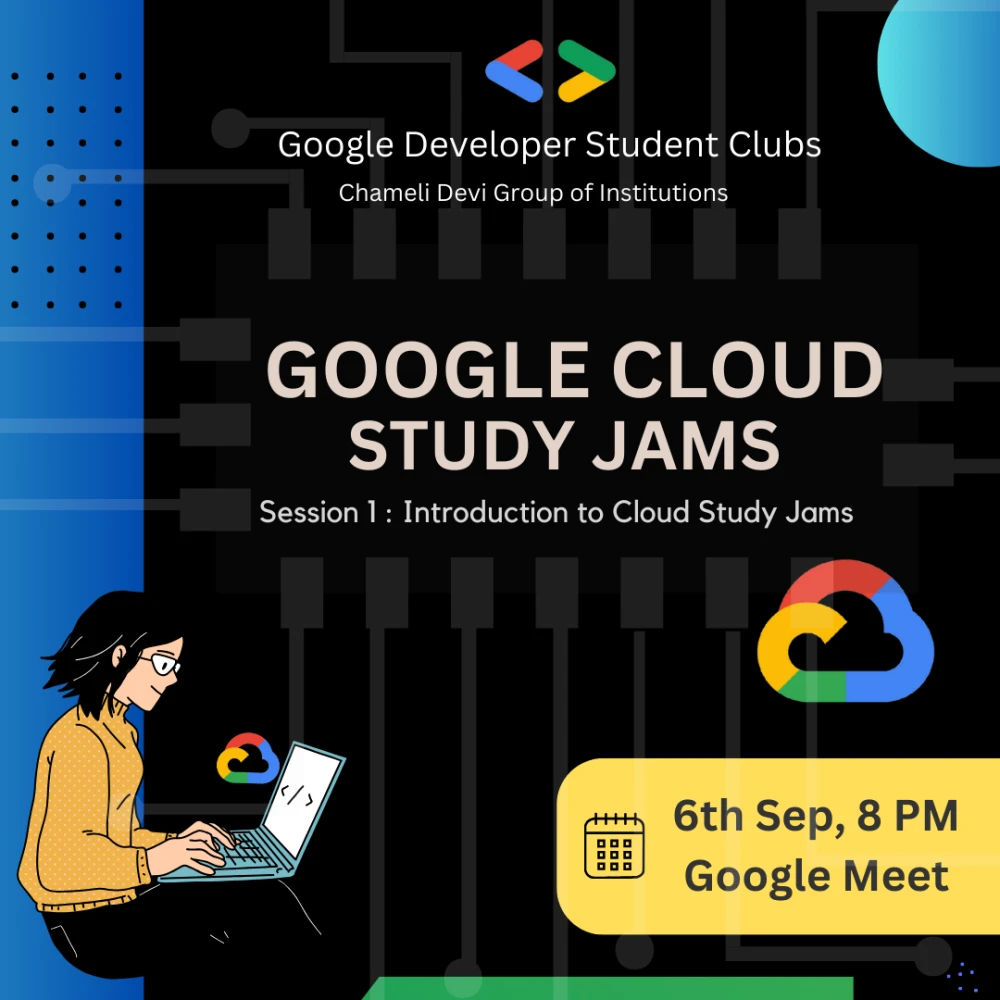 Google Developer Student Clubs
Chameli Devi Group of Institutions
GOOGLE CLOUD
STUDY JAMS
Session 1 : Introduction to Cloud Study Jams
</>
6th Sep, 8 PM
Google Meet